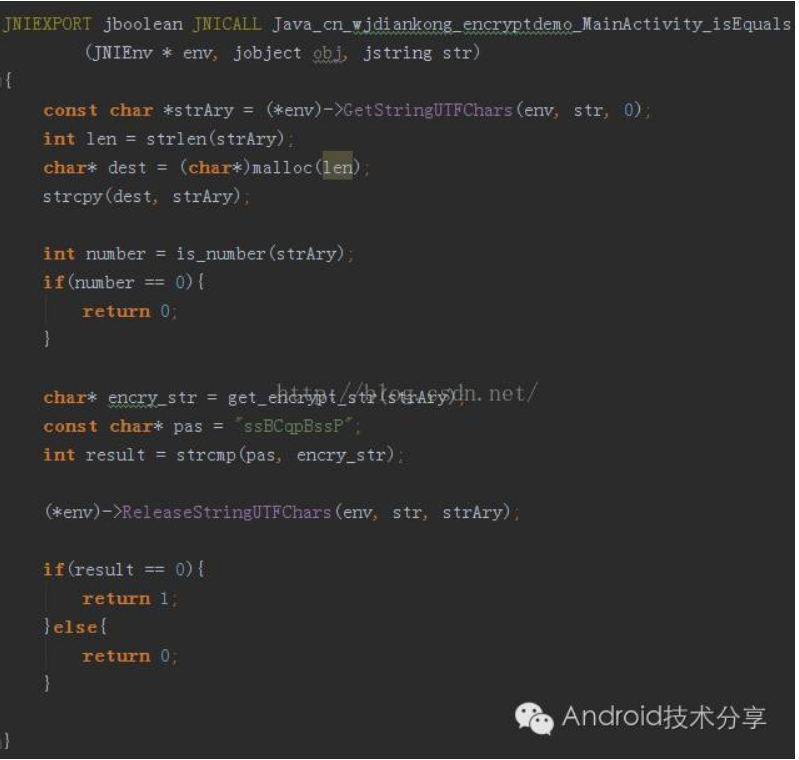 JNIEXPORT jboolean JNICALL Java_cn_wjdiankong_encryptdemo_MainActivity_isEquals
(JNIEnv * env, jobject obj, jstring str)
{
const char *strAry = (*env)->GetStringUTFChars(env, str, 0);
int len = strlen(strAry);
char* dest = (char*)malloc(len);
strcpy(dest, strAry);
int number = is_number(strAry);
if(number == 0){
return 0;
}
char* encry_str = get_encrypt_str(strAry);
http://blog.csdn.net/
const char* pas = "ssBCqpBssP";
int result = strcmp(pas, encry_str);
(*env)->ReleaseStringUTFChars(env, str, strAry);
if(result == 0){
return 1;
}else{
return 0;
}
Android技术分享
}